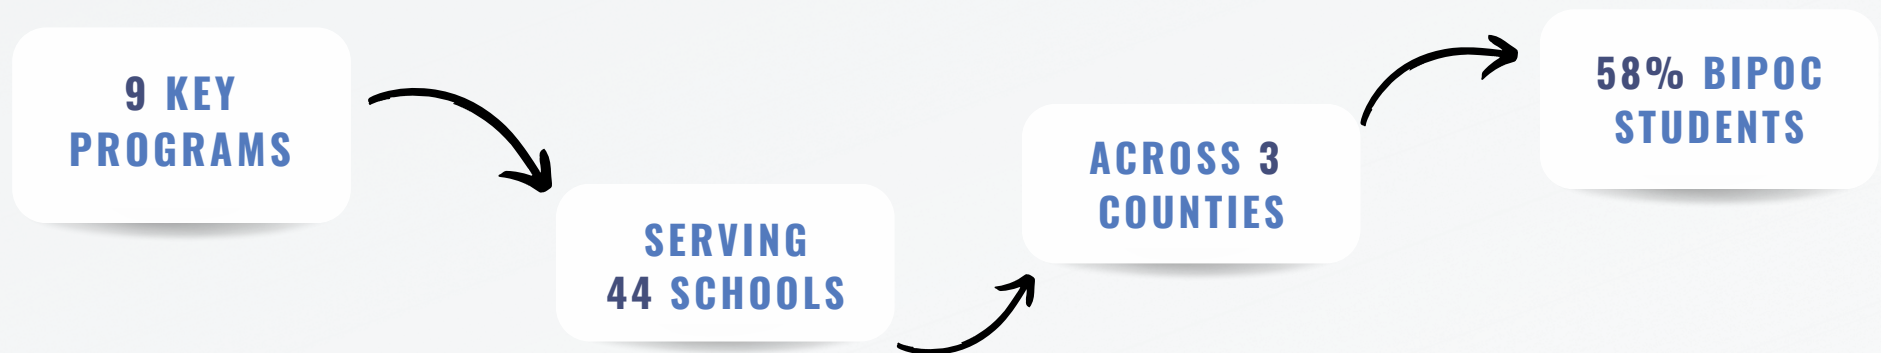 9 KEY
PROGRAMS
SERVING
44 SCHOOLS
ACROSS 3
COUNTIES
58% BIPOC
STUDENTS